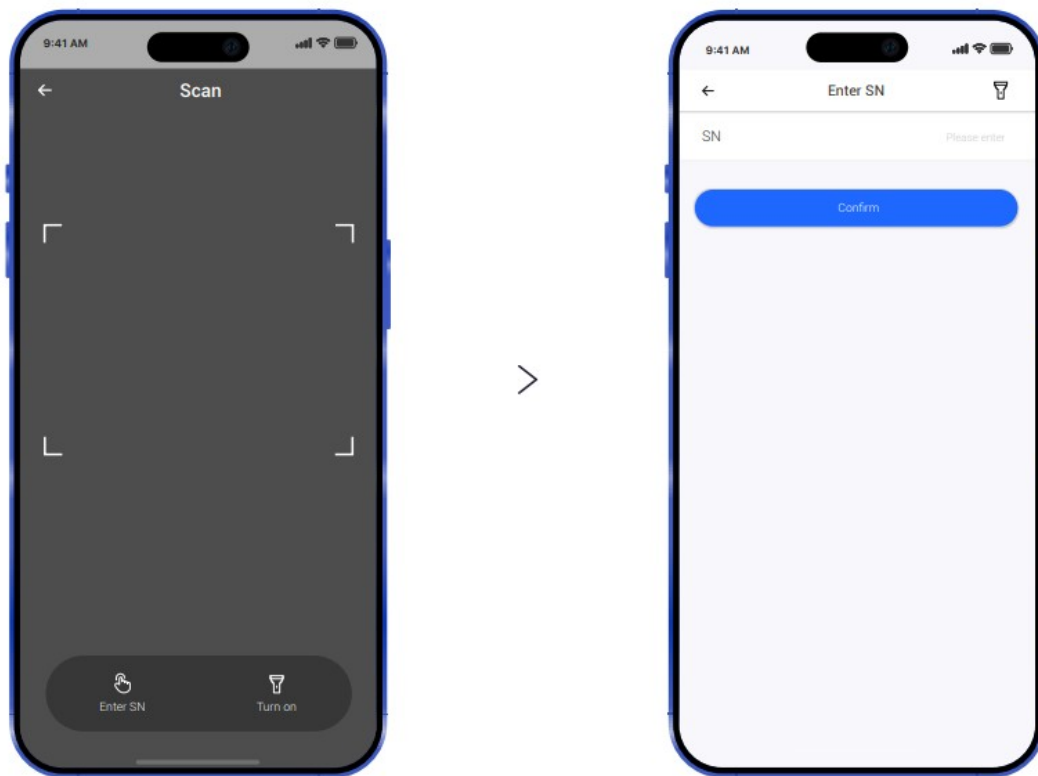 9:41 AM
Scan
Enter SN
Turn on
9:41 AM
Enter SN
SN
Please enter
Confirm